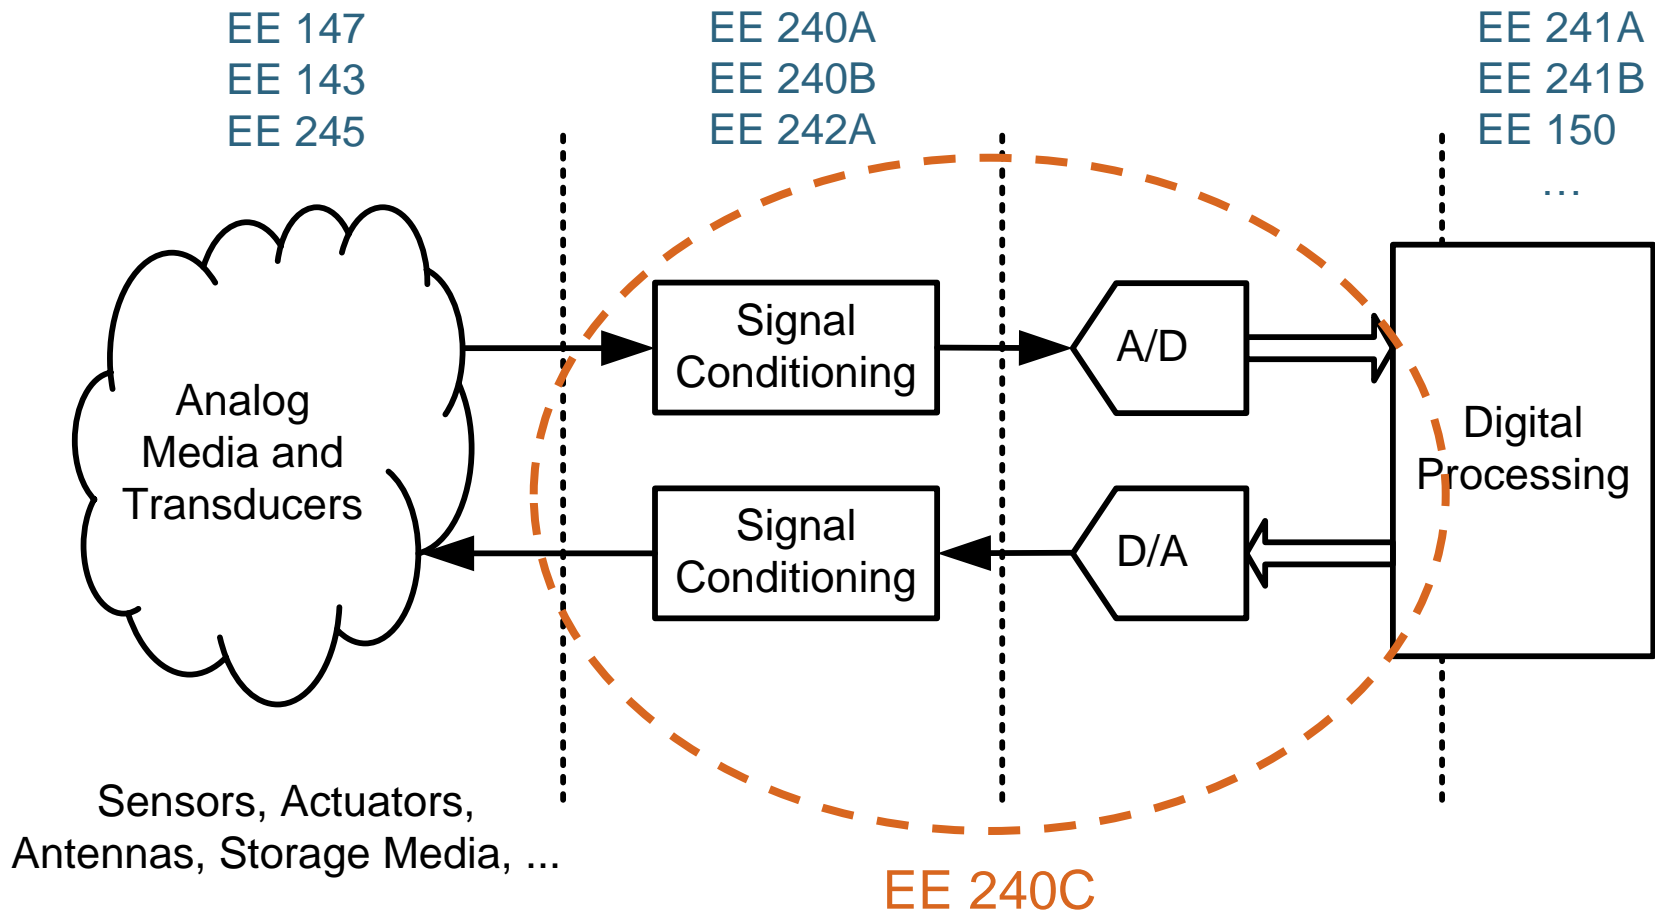 EE 147
EE 143
EE 245
EE 240A
EE 240B
EE 242A
EE 241A
EE 241B
EE 150
...
Analog
Media and
Transducers
Signal
Conditioning
A/D
Signal
Conditioning
D/A
Digital
Processing
Sensors, Actuators,
Antennas, Storage Media, ...
EE 240C